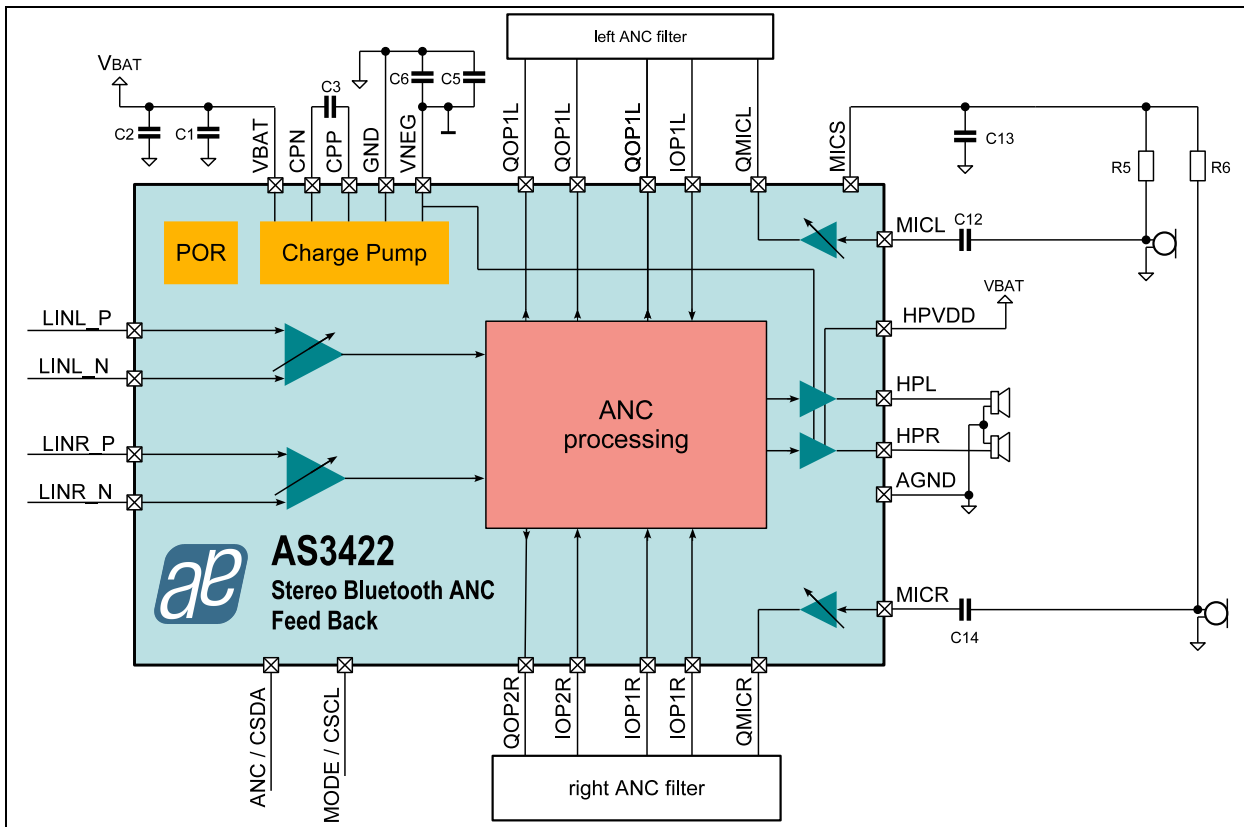 left ANC filter
VBAT
C2
C1
C3
C6
C5
VBAT
CPN
CPP
GND
VNEG
QOP1L
QOP1L
QOP1L
IOP1L
QMICL
MICS
C13
R5
R6
POR
Charge Pump
MICL
C12
VBAT
HPVDD
LINL_P
LINL_N
LINR_P
LINR_N
ANC
processing
HPL
HPR
AGND
ae
AS3422
Stereo Bluetooth ANC
Feed Back
MICR
C14
ANC / CSDA
MODE / CSCL
QOP2R
IOP2R
IOP1R
IOP1R
QMICR
right ANC filter